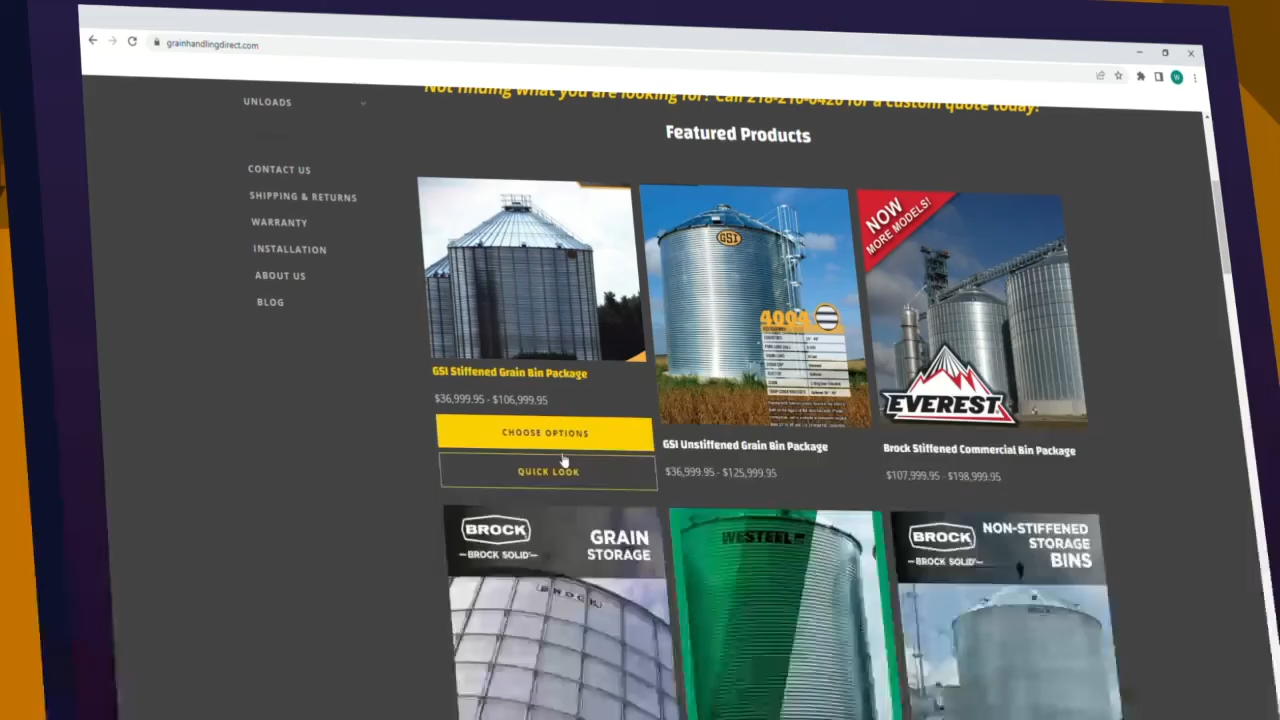 grainhandlingdirect.com
W
UNLOADS
Not finding what you are looking for? Call 218-210-0420 for a custom quote today!
Featured Products
CONTACT US
SHIPPING & RETURNS
WARRANTY
INSTALLATION
ABOUT US
BLOG
GSI
NOW
MORE MODELS!
EVEREST
GSI Stiffened Grain Bin Package
$36,999.95 - $106,999.95
CHOOSE OPTIONS
QUICK LOOK
GSI Unstiffened Grain Bin Package
$36,999.95 - $125,999.95
Brock Stiffened Commercial Bin Package
$107,999.95 - $198,999.95
BROCK
BROCK SOLID
GRAIN
STORAGE
BROCK
WESTEEL
BROCK
BROCK SOLID
NON-STIFFENED
STORAGE
BINS